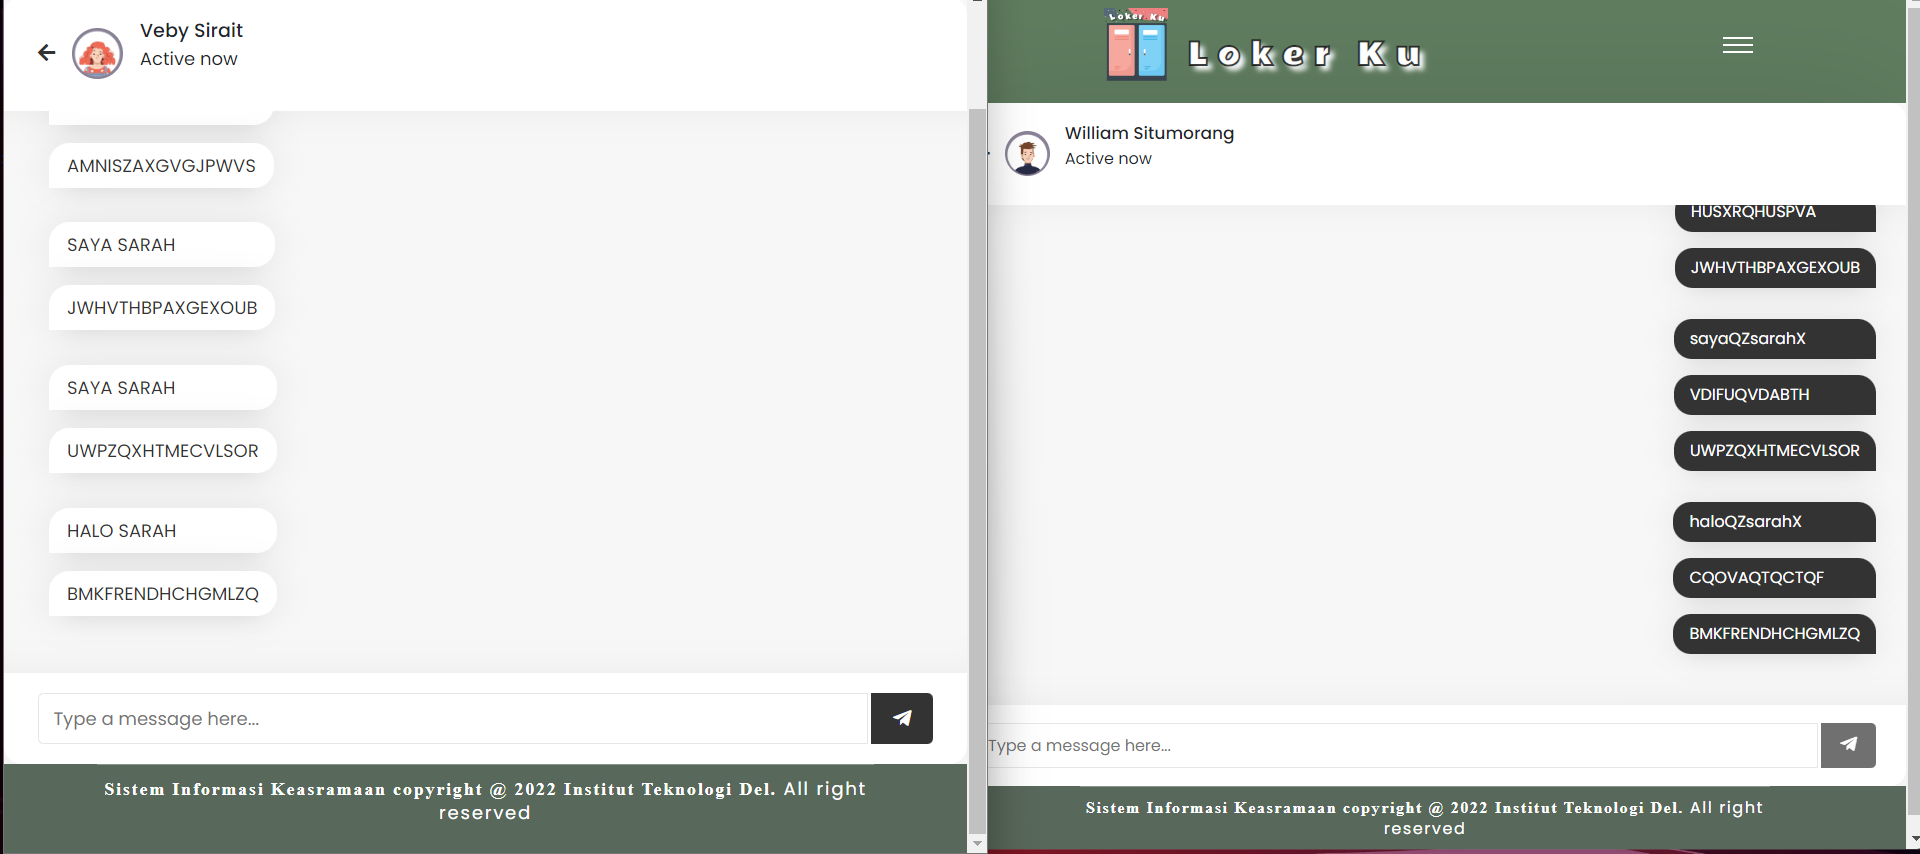 Veby Sirait
Active now
AMNISZAXGVGJPWVS
SAYA SARAH
JWHVTHBPAXGEXOUB
SAYA SARAH
UWPZQXHTMECVLSOR
HALO SARAH
BMKFRENDHCHGMLZQ
Type a message here...
Sistem Informasi Keasramaan copyright @ 2022 Institut Teknologi Del. All right
reserved
Loker Ku
Loker Ku
William Situmorang
Active now
HUSXRQHUSPVA
JWHVTHBPAXGEXOUB
sayaQZsarahX
VDIFUQVDABTH
UWPZQXHTMECVLSOR
haloQZsarahX
CQOVAQTQCTQF
BMKFRENDHCHGMLZQ
Type a message here...
Sistem Informasi Keasramaan copyright @ 2022 Institut Teknologi Del. All right
reserved